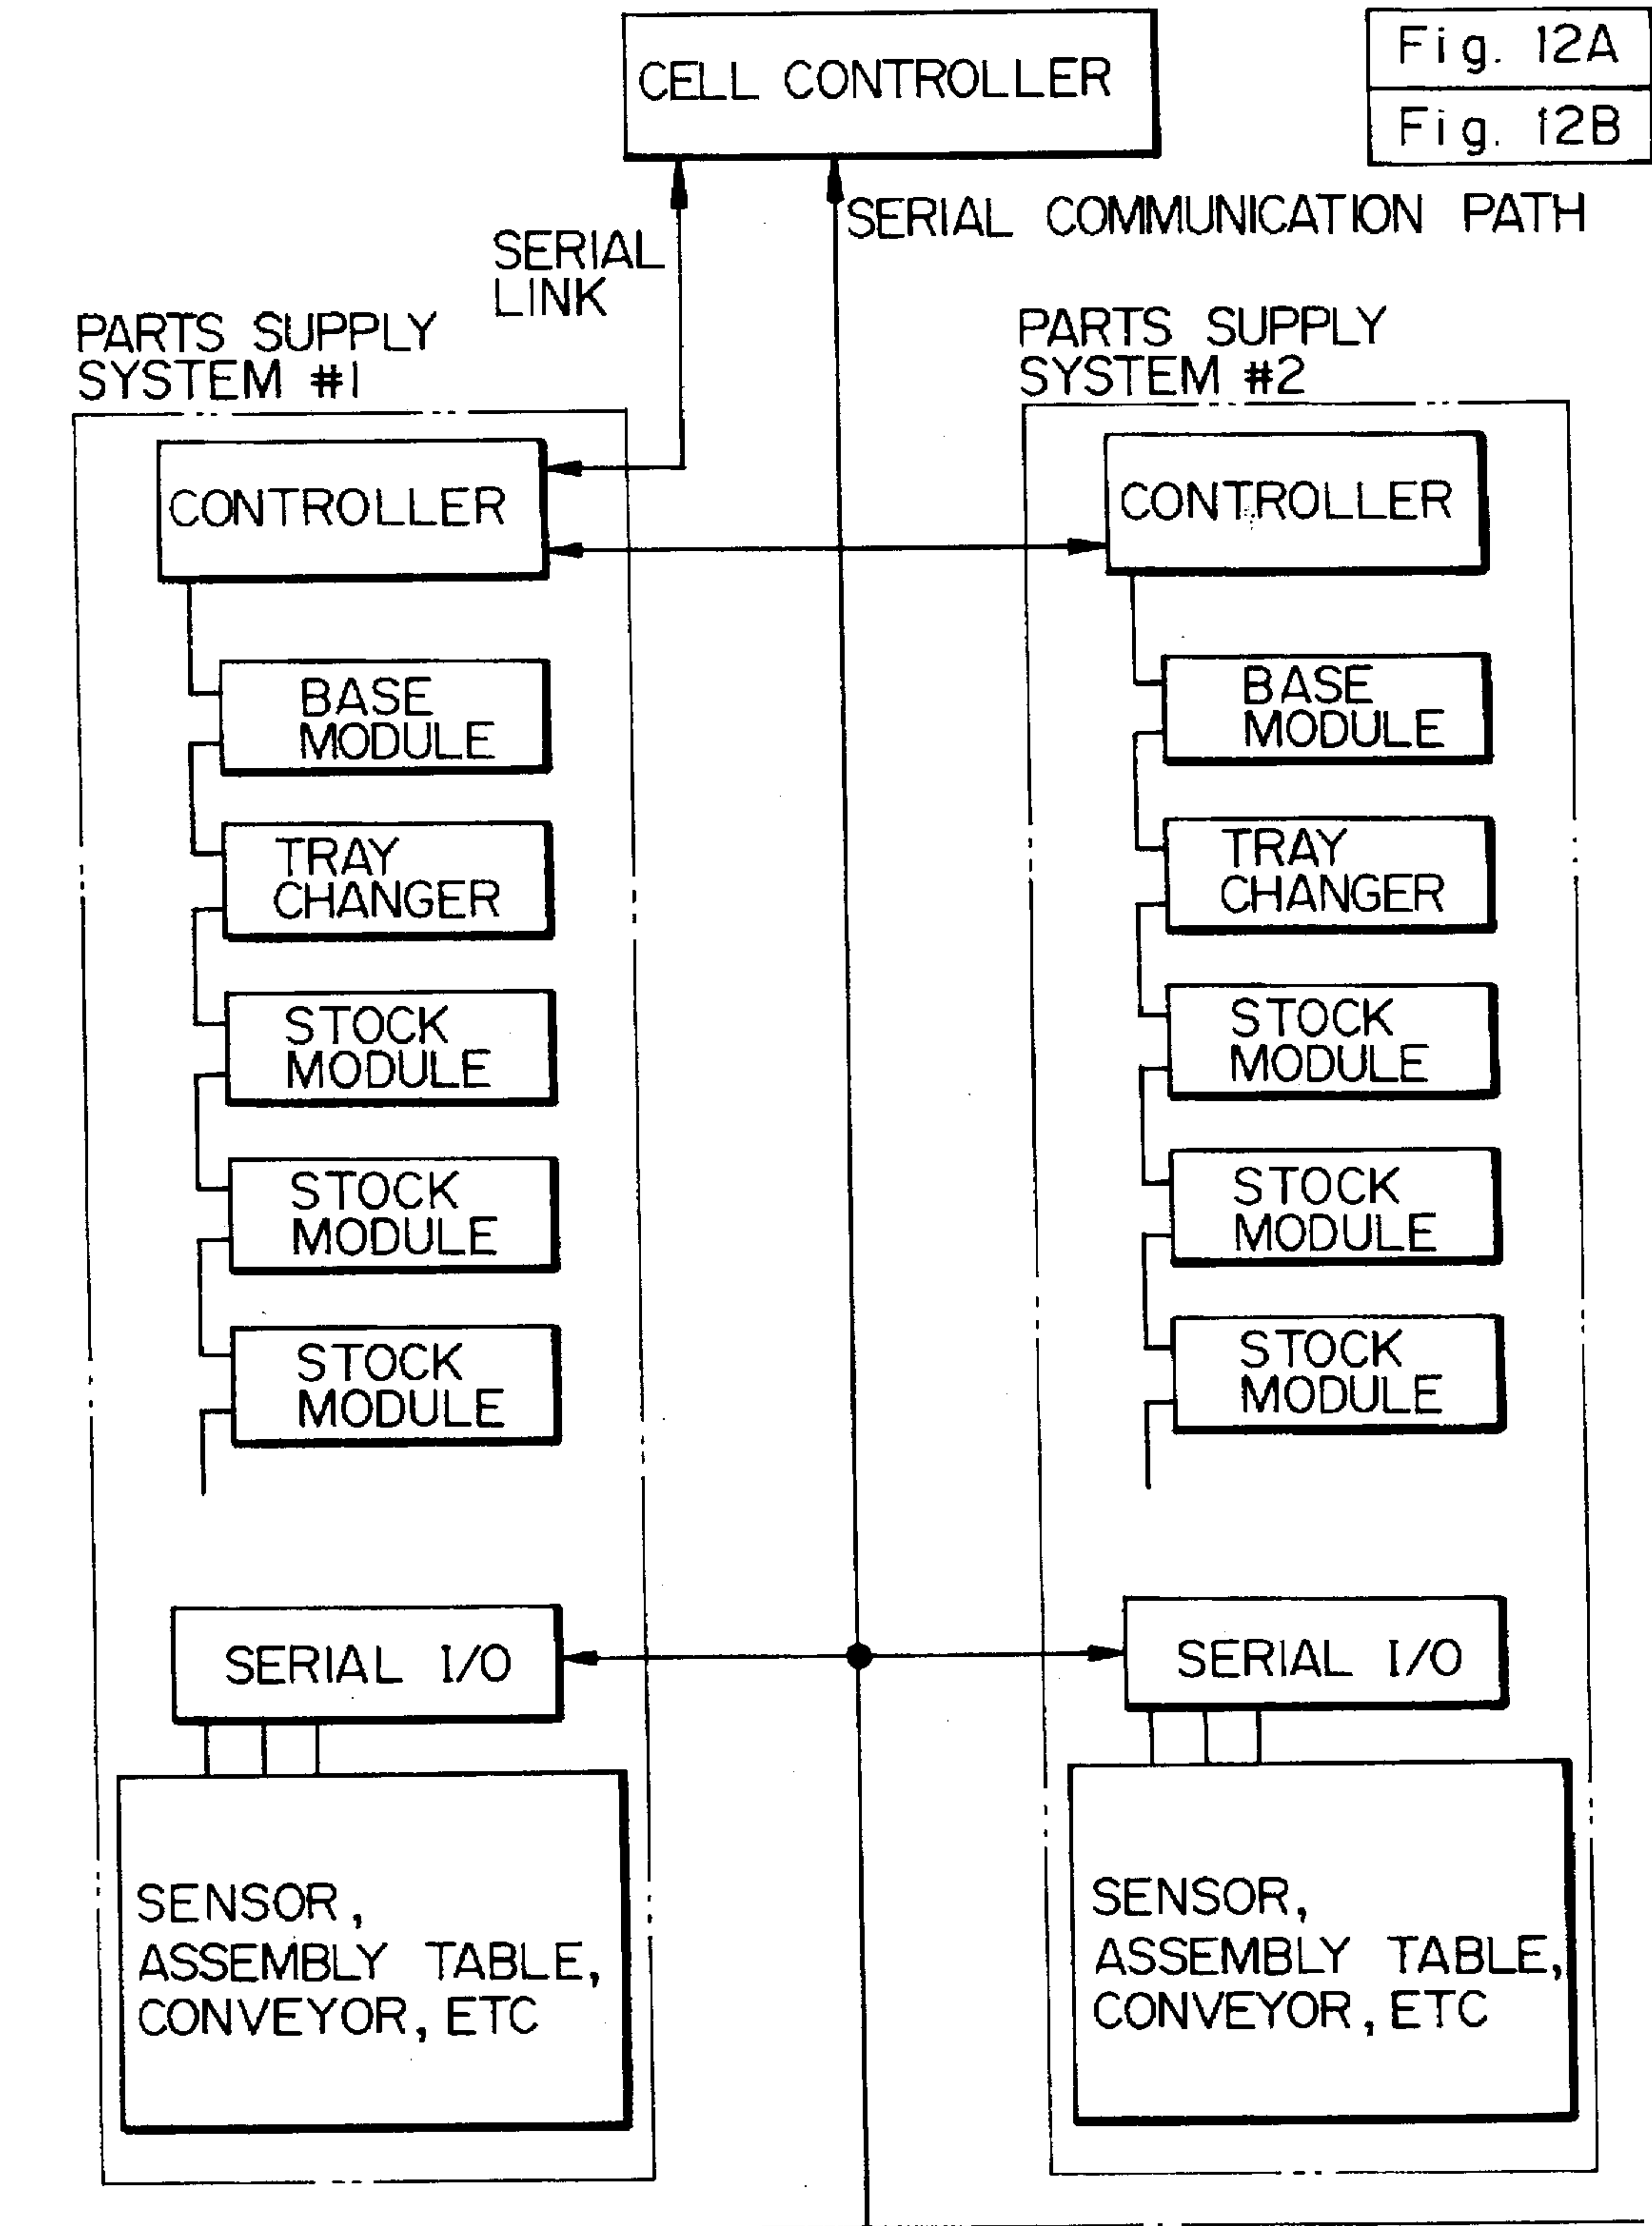 CELL CONTROLLER
Fig. 12A
Fig. 12B
SERIAL COMMUNICATION PATH
SERIAL
LINK
PARTS SUPPLY
SYSTEM #1
CONTROLLER
BASE
MODULE
TRAY
CHANGER
STOCK
MODULE
STOCK
MODULE
STOCK
MODULE
SERIAL I/O
SENSOR,
ASSEMBLY TABLE,
CONVEYOR, ETC
PARTS SUPPLY
SYSTEM #2
CONTROLLER
BASE
MODULE
TRAY
CHANGER
STOCK
MODULE
STOCK
MODULE
STOCK
MODULE
SERIAL I/O
SENSOR,
ASSEMBLY TABLE,
CONVEYOR, ETC